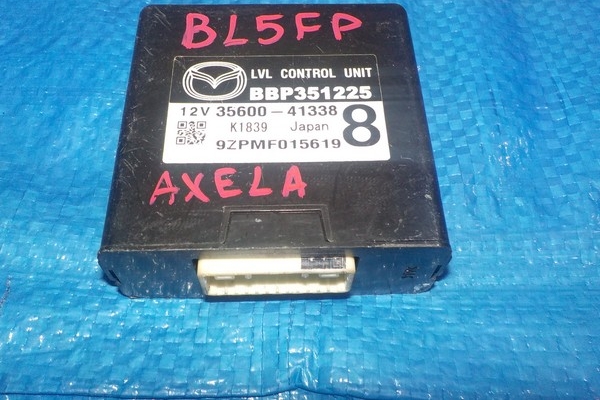 BL5FP
LVL CONTROL UNIT
BBP351225
12V 35600-41338
K1839 Japan
8
9ZPMF015619
AXELA